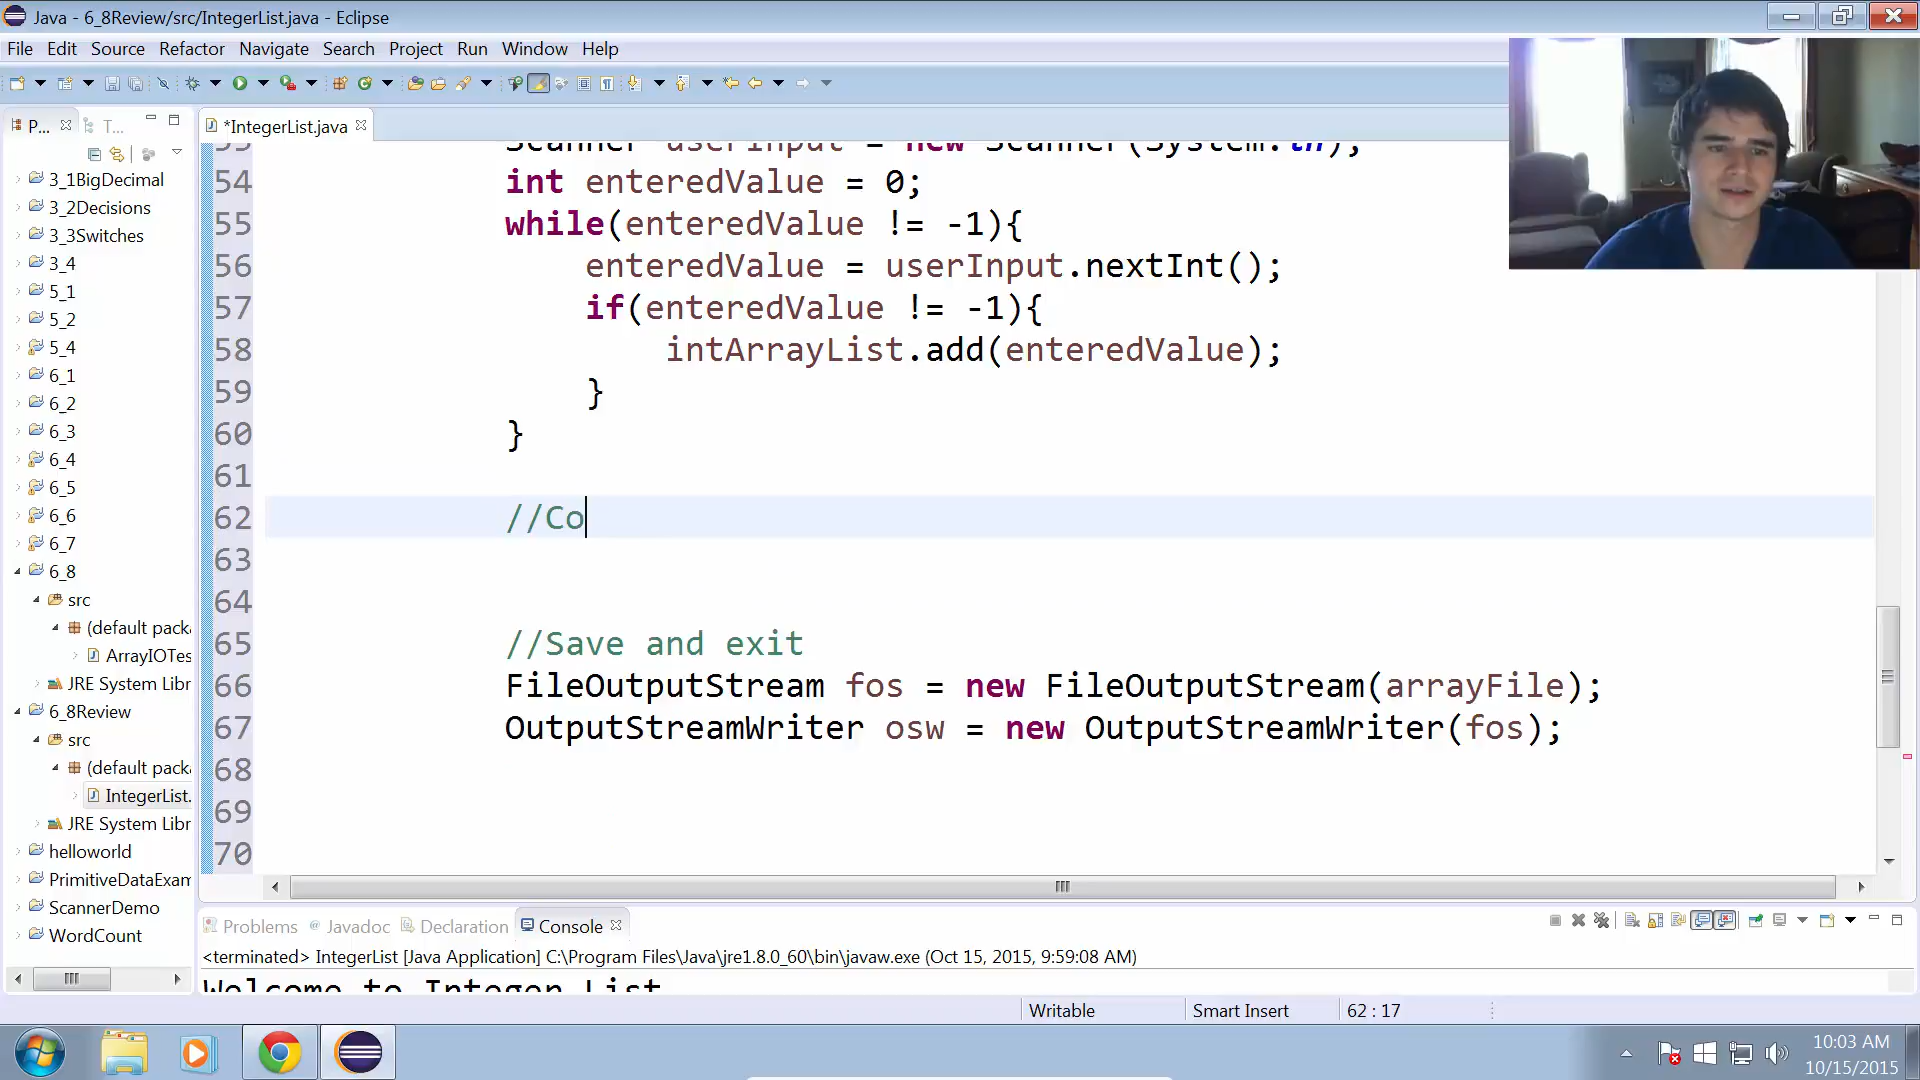 Java - 6_8Review/src/IntegerList.java - Eclipse
File Edit Source Refactor Navigate Search Project Run Window Help
P... T...
*IntegerList.java
3_1BigDecimal
3_2Decisions
3_3Switches
3_4
5_1
5_2
5_4
6_1
6_2
6_3
6_4
6_5
6_6
6_7
6_8
src
(default pack
ArrayIOTes
JRE System Libr
6_8Review
src
(default pack
IntegerList.
JRE System Libr
helloworld
PrimitiveDataExam
ScannerDemo
WordCount
Scanner userInput = new Scanner(System.in);
54 int enteredValue = 0;
55 while(enteredValue != -1){
56 enteredValue = userInput.nextInt();
57 if(enteredValue != -1){
58 intArrayList.add(enteredValue);
59 }
60 }
61
62 //Co
63
64
65 //Save and exit
66 FileOutputStream fos = new FileOutputStream(arrayFile);
67 OutputStreamWriter osw = new OutputStreamWriter(fos);
68
69
70
Problems @ Javadoc Declaration Console
<terminated> IntegerList [Java Application] C:\Program Files\Java\jre1.8.0_60\bin\javaw.exe (Oct 15, 2015, 9:59:08 AM)
Welcome to Integer List
Writable Smart Insert 62 : 17
10:03 AM
10/15/2015